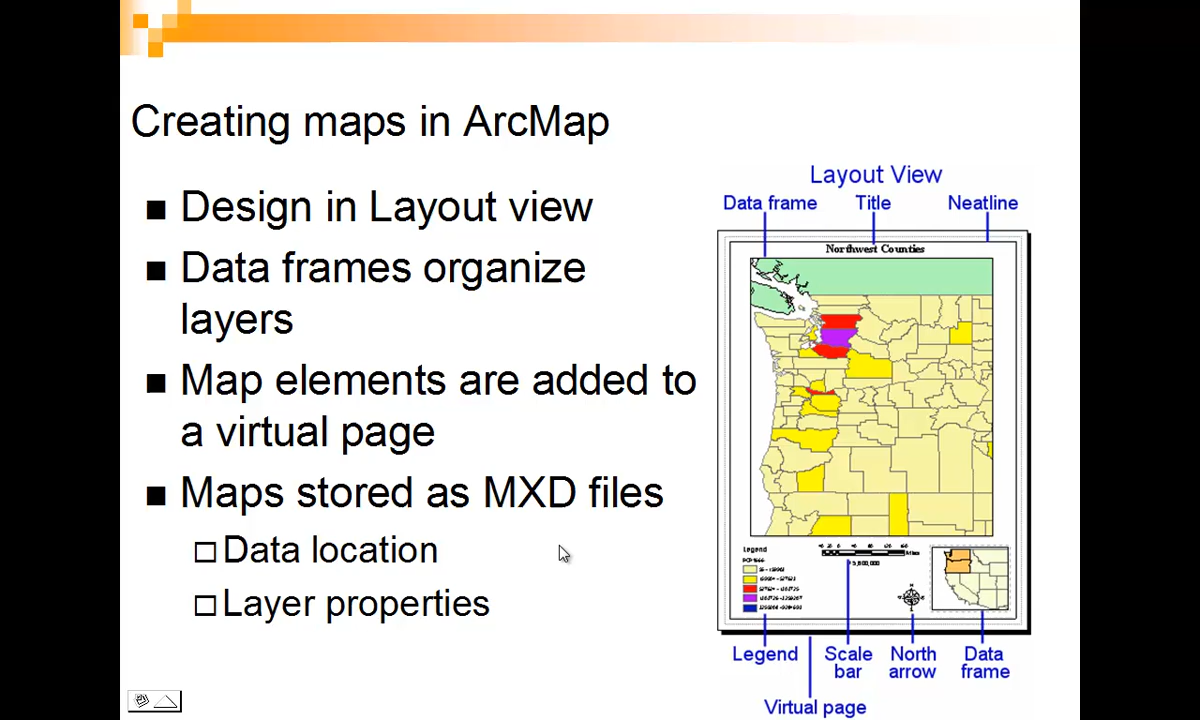 Creating maps in ArcMap
Design in Layout view
Data frames organize
layers
Map elements are added to
a virtual page
Maps stored as MXD files
Data location
Layer properties
Layout View
Data frame Title Neatline
Northwest Counties
Legend
Miles
Legend Scale bar North arrow Data frame
Virtual page